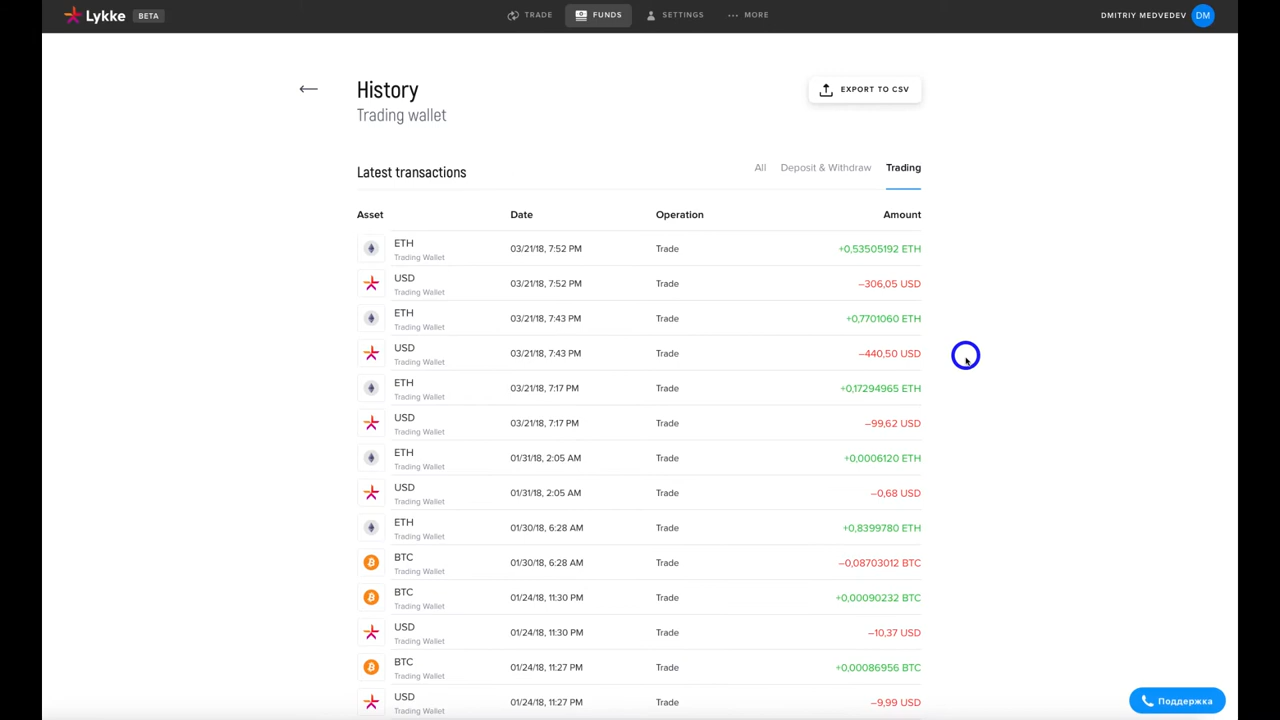 Lykke BETA TRADE FUNDS SETTINGS MORE DMITRIY MEDVEDEV DM
History EXPORT TO CSV
Trading wallet
Latest transactions All Deposit & Withdraw Trading
Asset Date Operation Amount
ETH 03/21/18, 7:52 PM Trade +0,53505192 ETH
Trading Wallet
USD 03/21/18, 7:52 PM Trade –306,05 USD
Trading Wallet
ETH 03/21/18, 7:43 PM Trade +0,7701060 ETH
Trading Wallet
USD 03/21/18, 7:43 PM Trade –440,50 USD
Trading Wallet
ETH 03/21/18, 7:17 PM Trade +0,17294965 ETH
Trading Wallet
USD 03/21/18, 7:17 PM Trade –99,62 USD
Trading Wallet
ETH 01/31/18, 2:05 AM Trade +0,0006120 ETH
Trading Wallet
USD 01/31/18, 2:05 AM Trade –0,68 USD
Trading Wallet
ETH 01/30/18, 6:28 AM Trade +0,8399780 ETH
Trading Wallet
BTC 01/30/18, 6:28 AM Trade –0,08703012 BTC
Trading Wallet
BTC 01/24/18, 11:30 PM Trade +0,00090232 BTC
Trading Wallet
USD 01/24/18, 11:30 PM Trade –10,37 USD
Trading Wallet
BTC 01/24/18, 11:27 PM Trade +0,00086956 BTC
Trading Wallet
USD 01/24/18, 11:27 PM Trade –9,99 USD
Trading Wallet
Поддержка